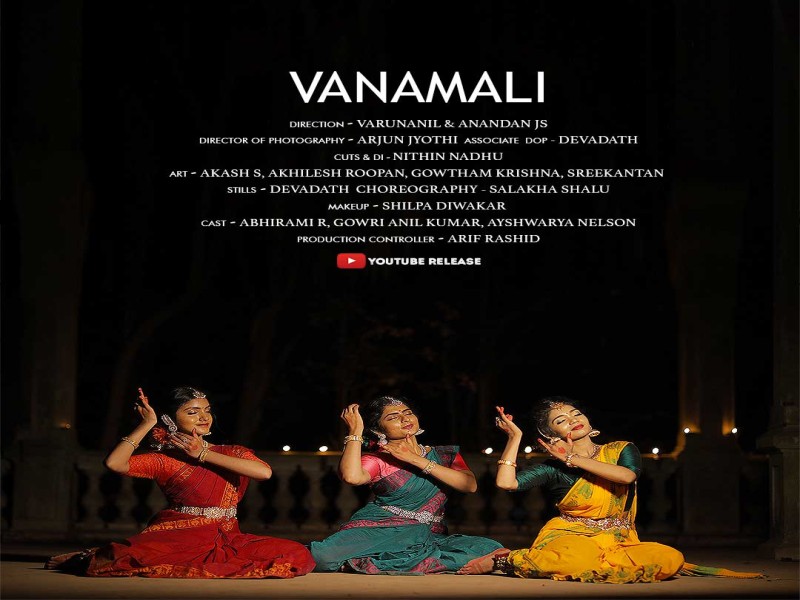 VANAMALI
DIRECTION - VARUNANIL & ANANDAN JS
DIRECTOR OF PHOTOGRAPHY - ARJUN JYOTHI ASSOCIATE DOP - DEVADATH
CUTS & DI - NITHIN NADHU
ART - AKASH S, AKHILESH ROOPAN, GOWTHAM KRISHNA, SREEKANTAN
STILLS - DEVADATH CHOREOGRAPHY - SALAKHA SHALU
MAKEUP - SHILPA DIWAKAR
CAST - ABHIRAMI R, GOWRI ANIL KUMAR, AYSHWARYA NELSON
PRODUCTION CONTROLLER - ARIF RASHID
YOUTUBE RELEASE